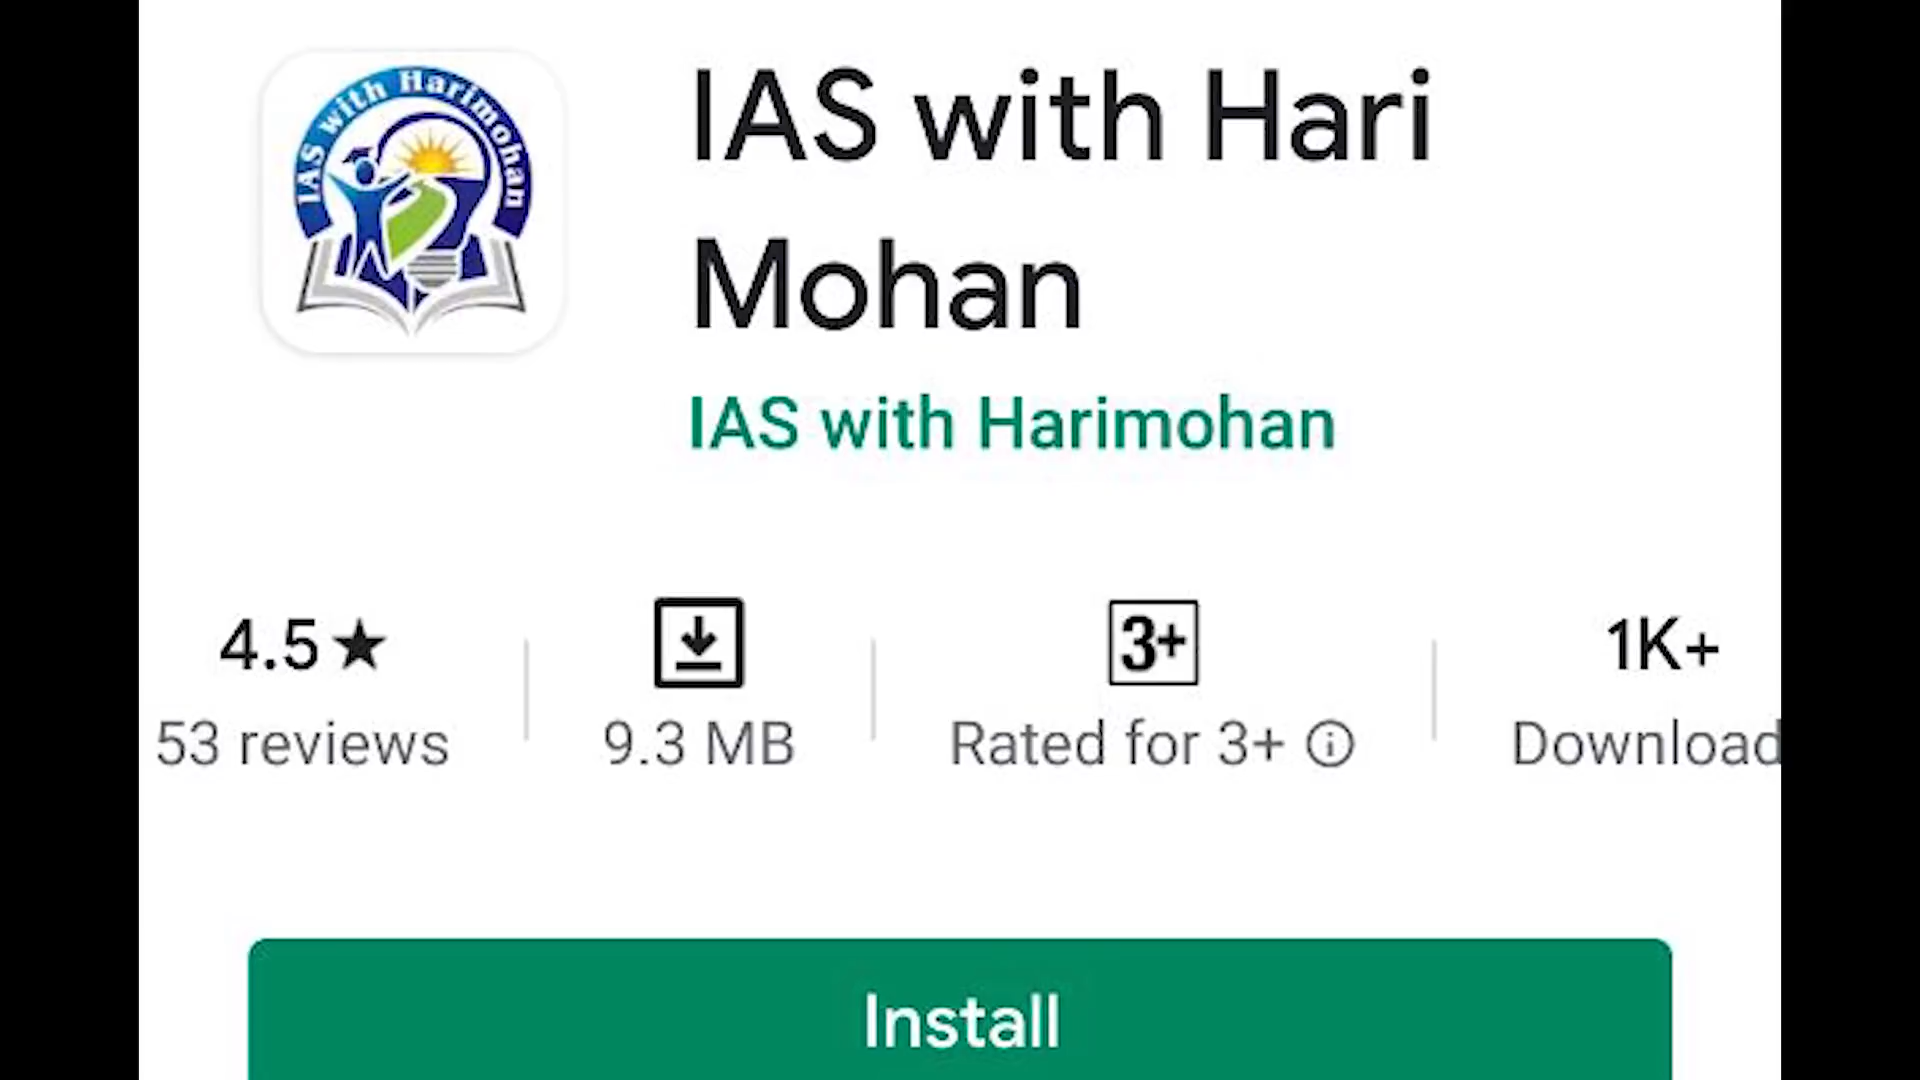 IAS with Harimohan
IAS with Hari
Mohan
IAS with Harimohan
4.5★
53 reviews
9.3 MB
3+
Rated for 3+
1K+
Download
Install